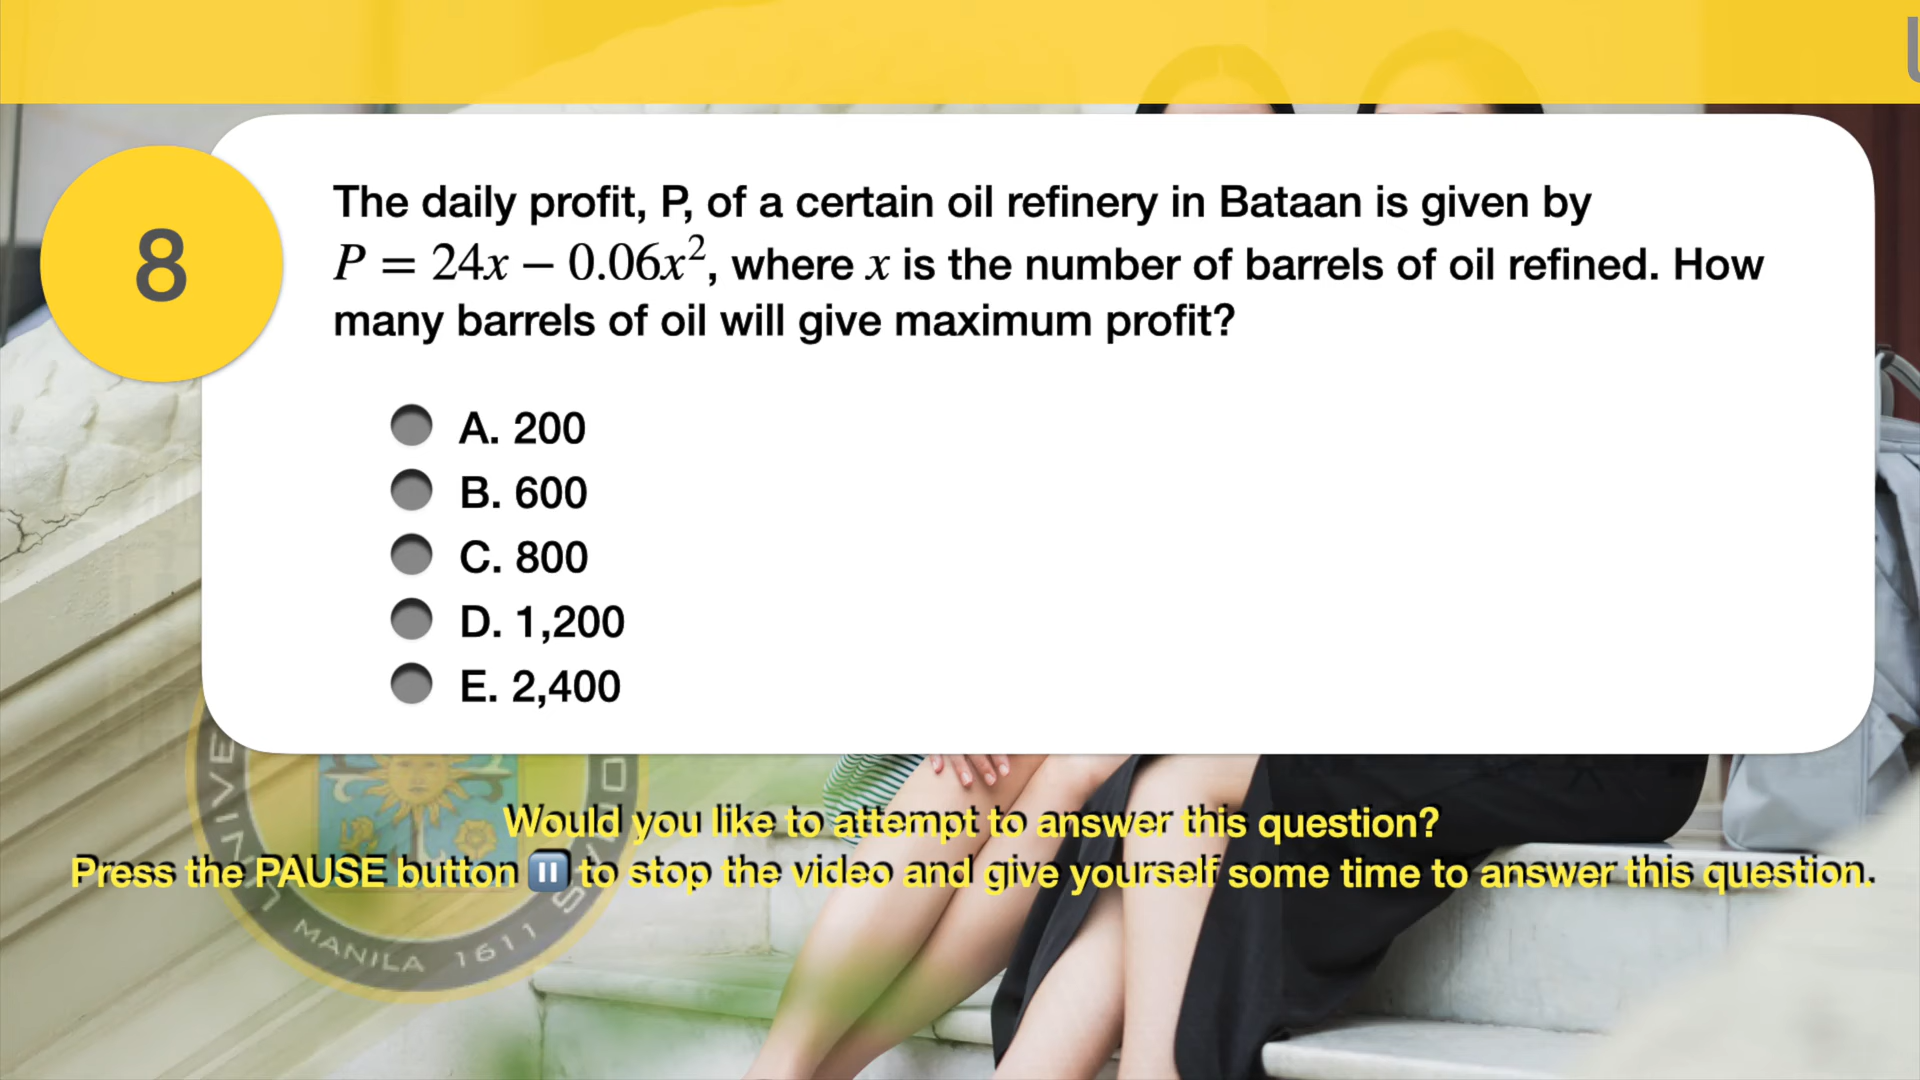 8
The daily profit, P, of a certain oil refinery in Bataan is given by
P = 24x – 0.06x², where x is the number of barrels of oil refined. How
many barrels of oil will give maximum profit?
A. 200
B. 600
C. 800
D. 1,200
E. 2,400
Would you like to attempt to answer this question?
Press the PAUSE button ⏸ to stop the video and give yourself some time to answer this question.
MANILA 1611